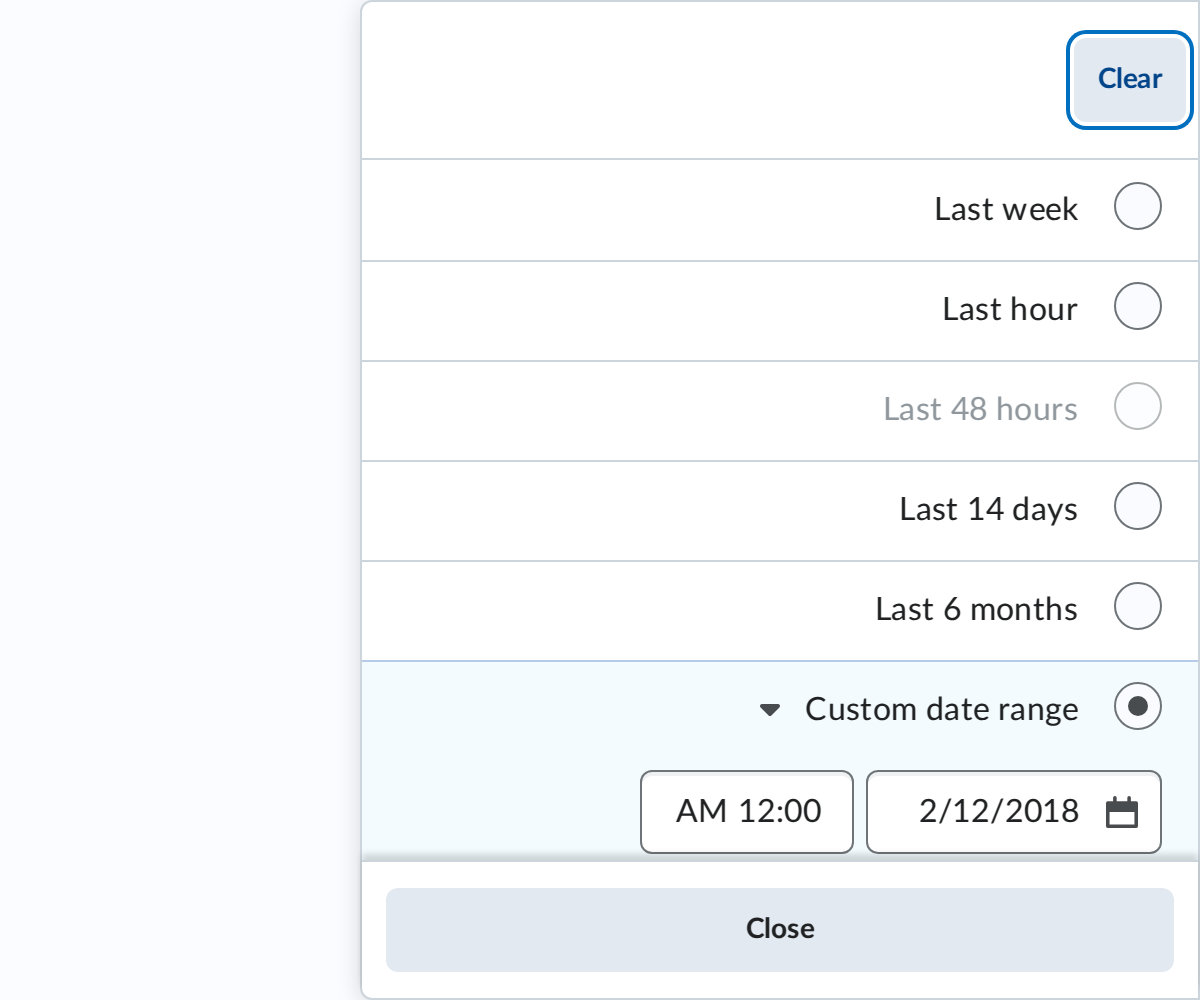 Clear
Last week
Last hour
Last 48 hours
Last 14 days
Last 6 months
Custom date range
AM 12:00 2/12/2018
Close